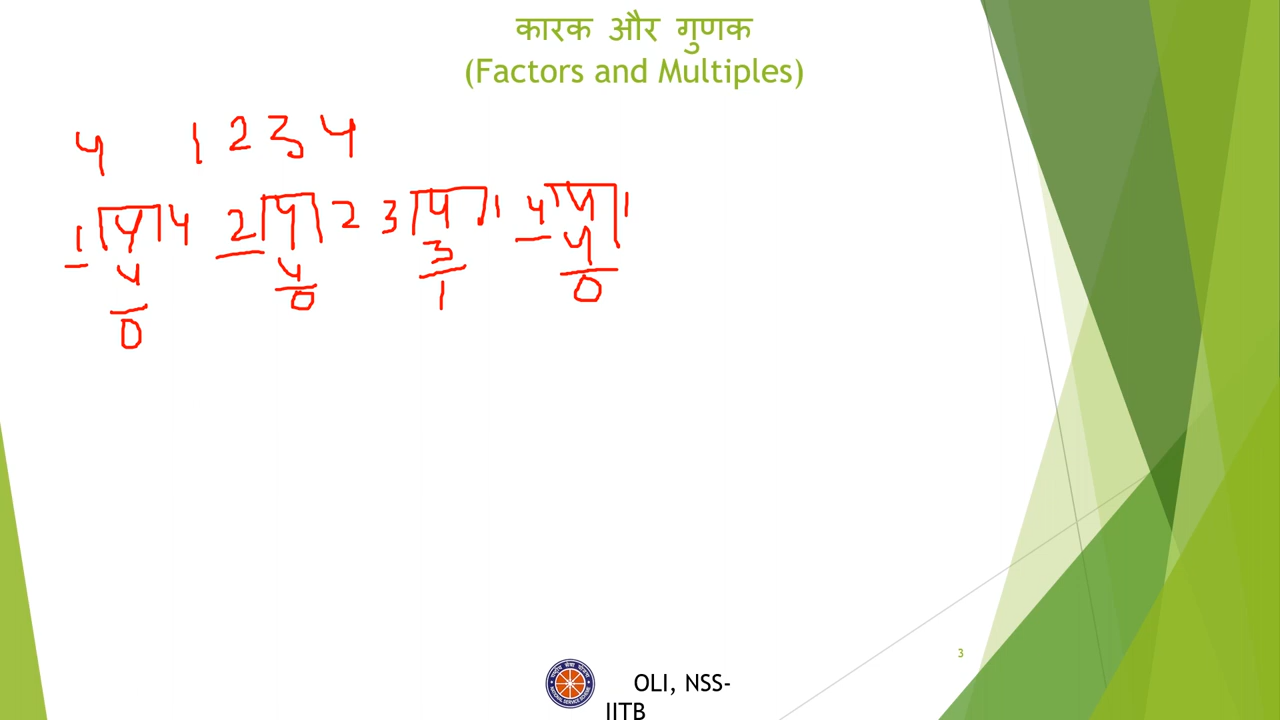 कारक और गुणक
(Factors and Multiples)
4 1 2 3 4
1 4 4 2 4 2 3 4 1 4 4 1
4 4 3 4
0 0 1 0
3
OLI, NSS-
IITB